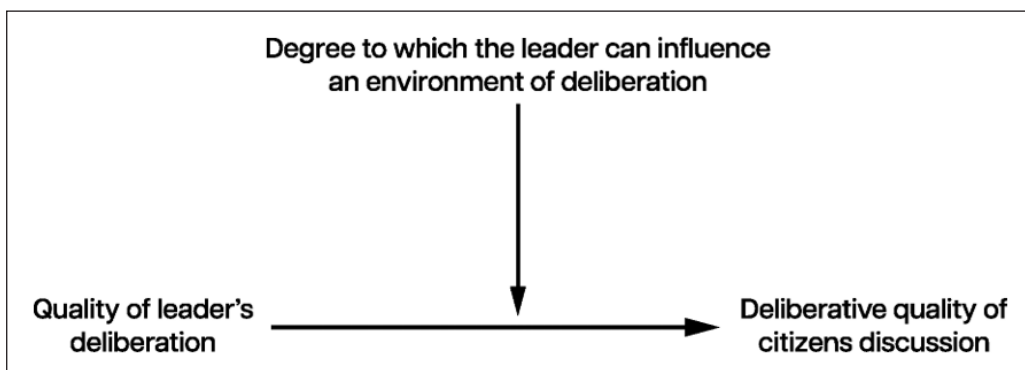 Degree to which the leader can influence
an environment of deliberation
Quality of leader's
deliberation
Deliberative quality of
citizens discussion